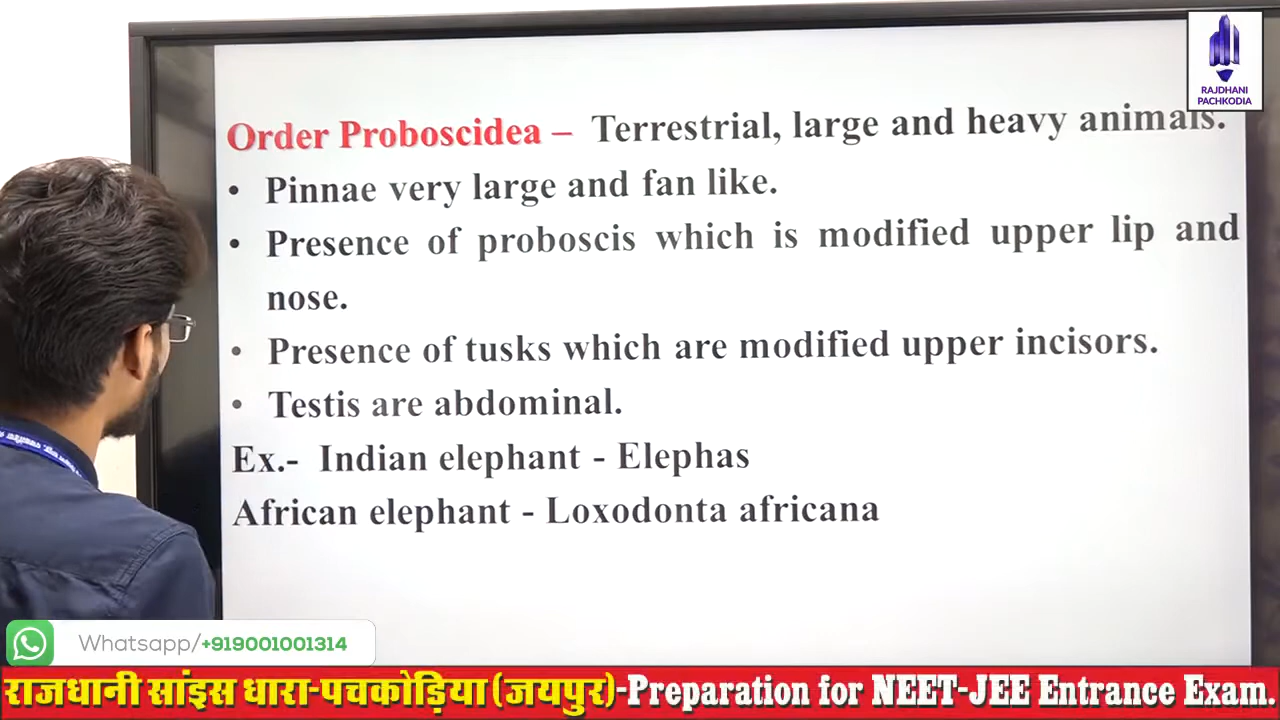 RAJDHANI
PACHKODIA
Order Proboscidea – Terrestrial, large and heavy animals.
• Pinnae very large and fan like.
• Presence of proboscis which is modified upper lip and
nose.
• Presence of tusks which are modified upper incisors.
• Testis are abdominal.
Ex.- Indian elephant - Elephas
African elephant - Loxodonta africana
Whatsapp/+919001001314
राजधानी सांइस धारा-पचकोड़िया (जयपुर)-Preparation for NEET-JEE Entrance Exam.